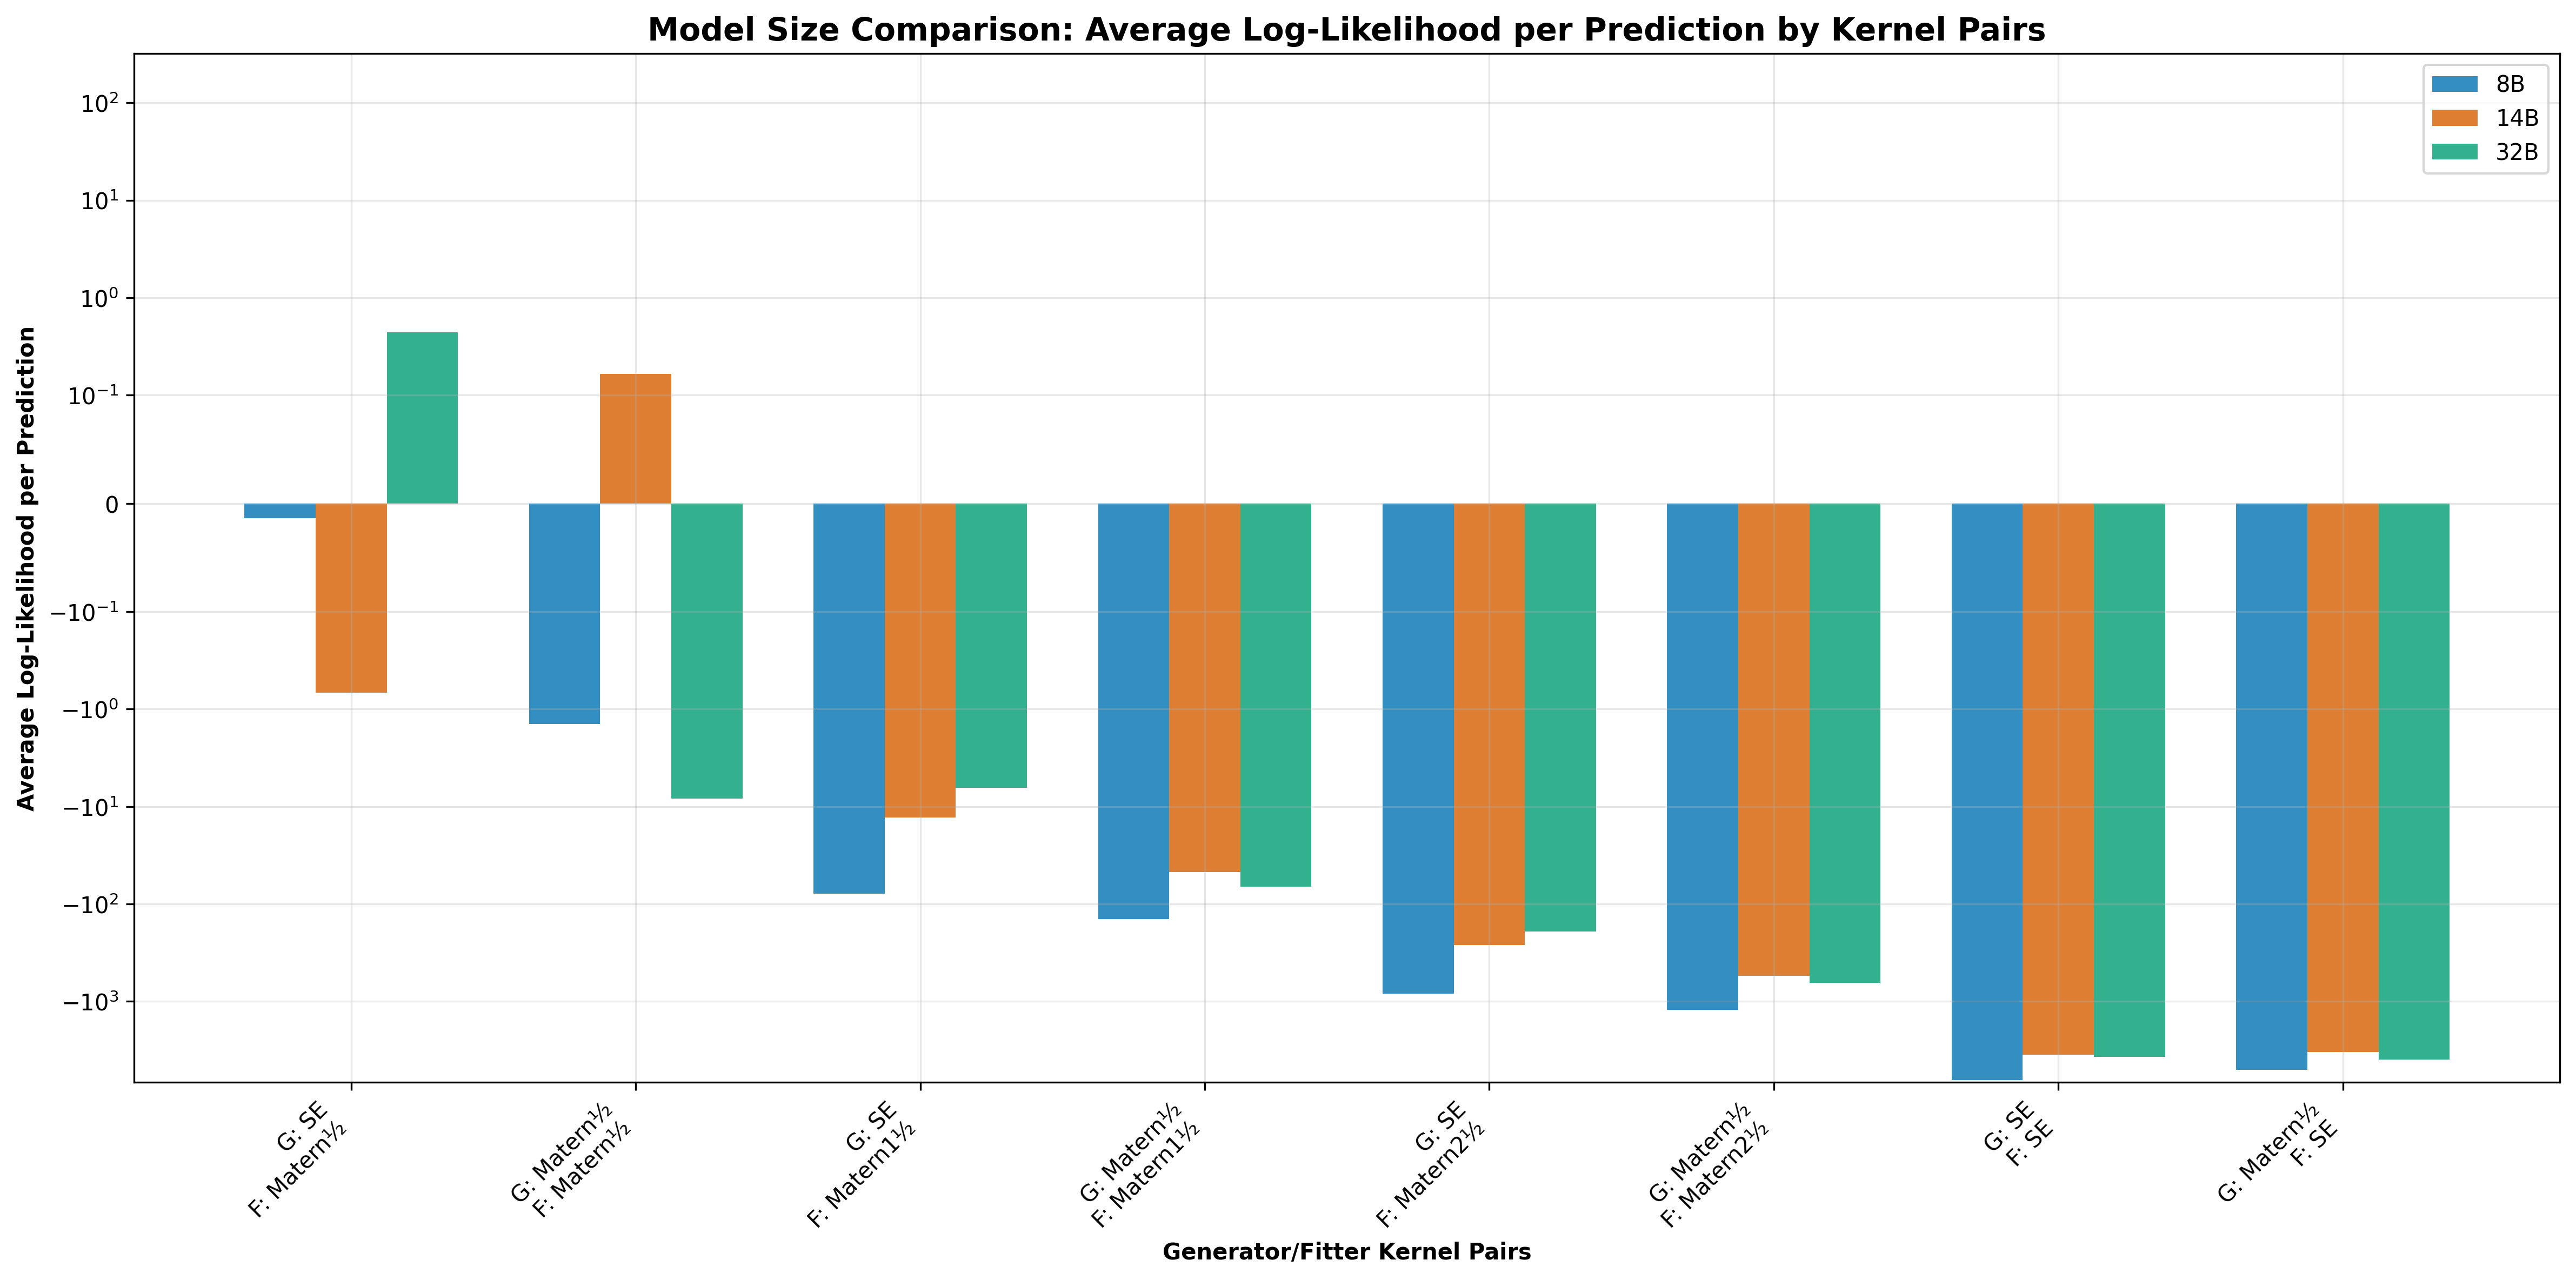 Model Size Comparison: Average Log-Likelihood per Prediction by Kernel Pairs
8B
14B
32B
Average Log-Likelihood per Prediction
10²
10¹
10⁰
10⁻¹
0
−10⁻¹
−10⁰
−10¹
−10²
−10³
G: SE
F: Matern½
G: Matern½
F: Matern½
G: SE
F: Matern1½
G: Matern½
F: Matern1½
G: SE
F: Matern2½
G: Matern½
F: Matern2½
G: SE
F: SE
G: Matern½
F: SE
Generator/Fitter Kernel Pairs